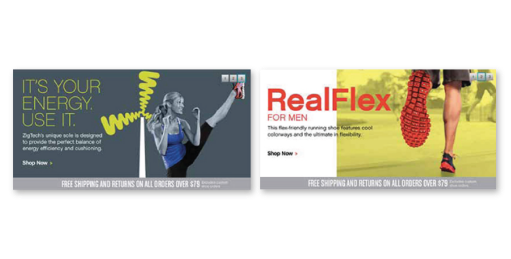 IT'S YOUR
ENERGY.
USE IT.
ZigTech's unique sole is designed
to provide the perfect balance of
energy efficiency and cushioning.
Shop Now >
FREE SHIPPING AND RETURNS ON ALL ORDERS OVER $75
RealFlex
FOR MEN
This flex-friendly running shoe features cool
colorways and the ultimate in flexibility.
Shop Now >
FREE SHIPPING AND RETURNS ON ALL ORDERS OVER $75